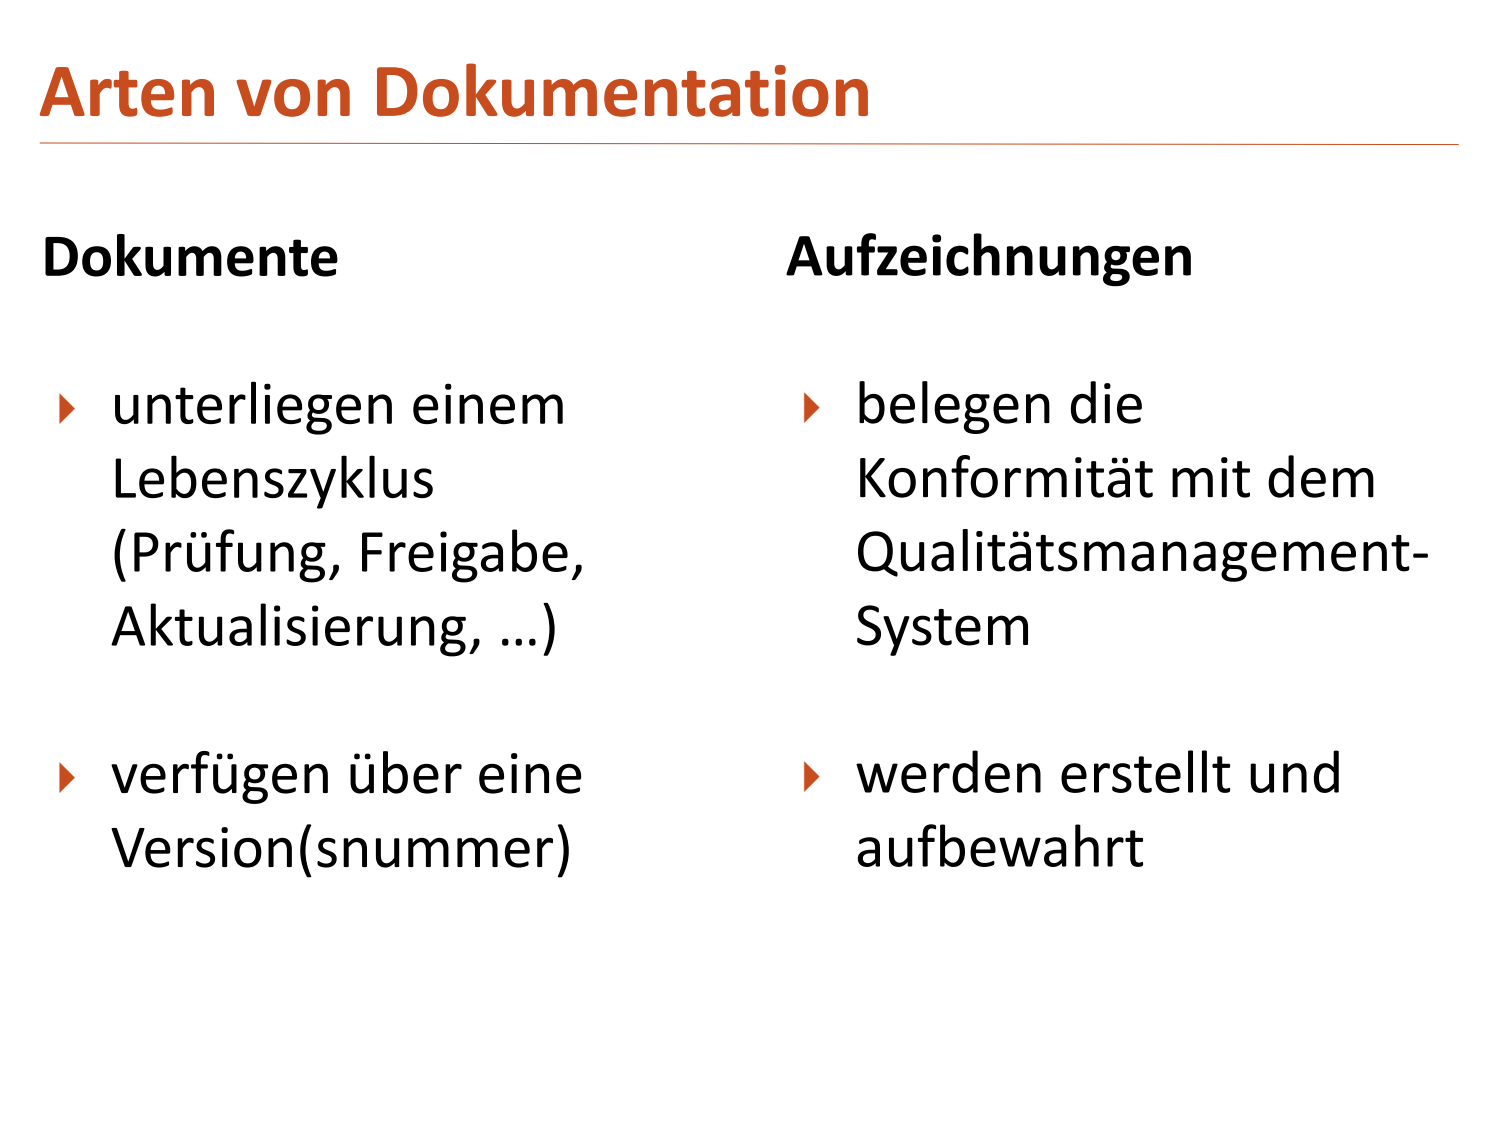 Arten von Dokumentation
Dokumente
unterliegen einem
Lebenszyklus
(Prüfung, Freigabe,
Aktualisierung, …)
verfügen über eine
Version(snummer)
Aufzeichnungen
belegen die
Konformität mit dem
Qualitätsmanagement-
System
werden erstellt und
aufbewahrt